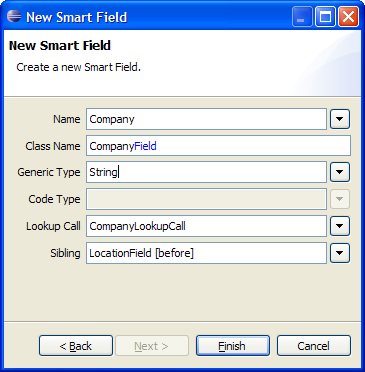 New Smart Field
New Smart Field
Create a new Smart Field.
Name Company
Class Name CompanyField
Generic Type String
Code Type
Lookup Call CompanyLookupCall
Sibling LocationField [before]
< Back Next > Finish Cancel